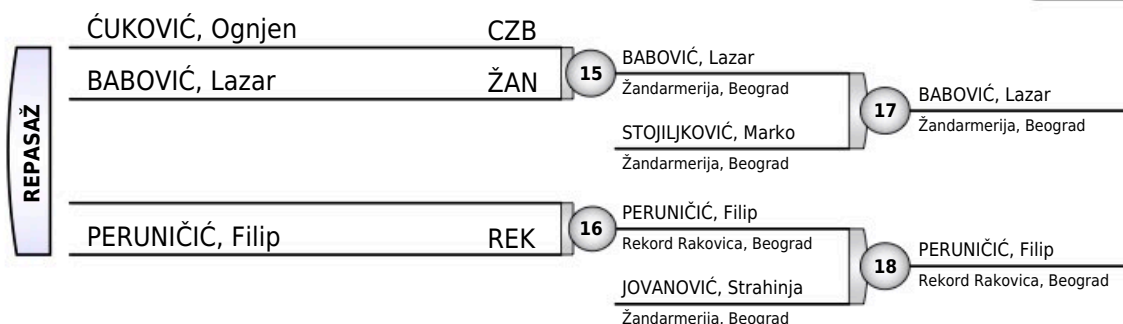 REPASAŽ
ĆUKOVIĆ, Ognjen CZB
BABOVIĆ, Lazar ŽAN
15
BABOVIĆ, Lazar
Žandarmerija, Beograd
STOJILJKOVIĆ, Marko
Žandarmerija, Beograd
17
BABOVIĆ, Lazar
Žandarmerija, Beograd
PERUNIČIĆ, Filip REK
16
PERUNIČIĆ, Filip
Rekord Rakovica, Beograd
JOVANOVIĆ, Strahinja
Žandarmerija, Beograd
18
PERUNIČIĆ, Filip
Rekord Rakovica, Beograd